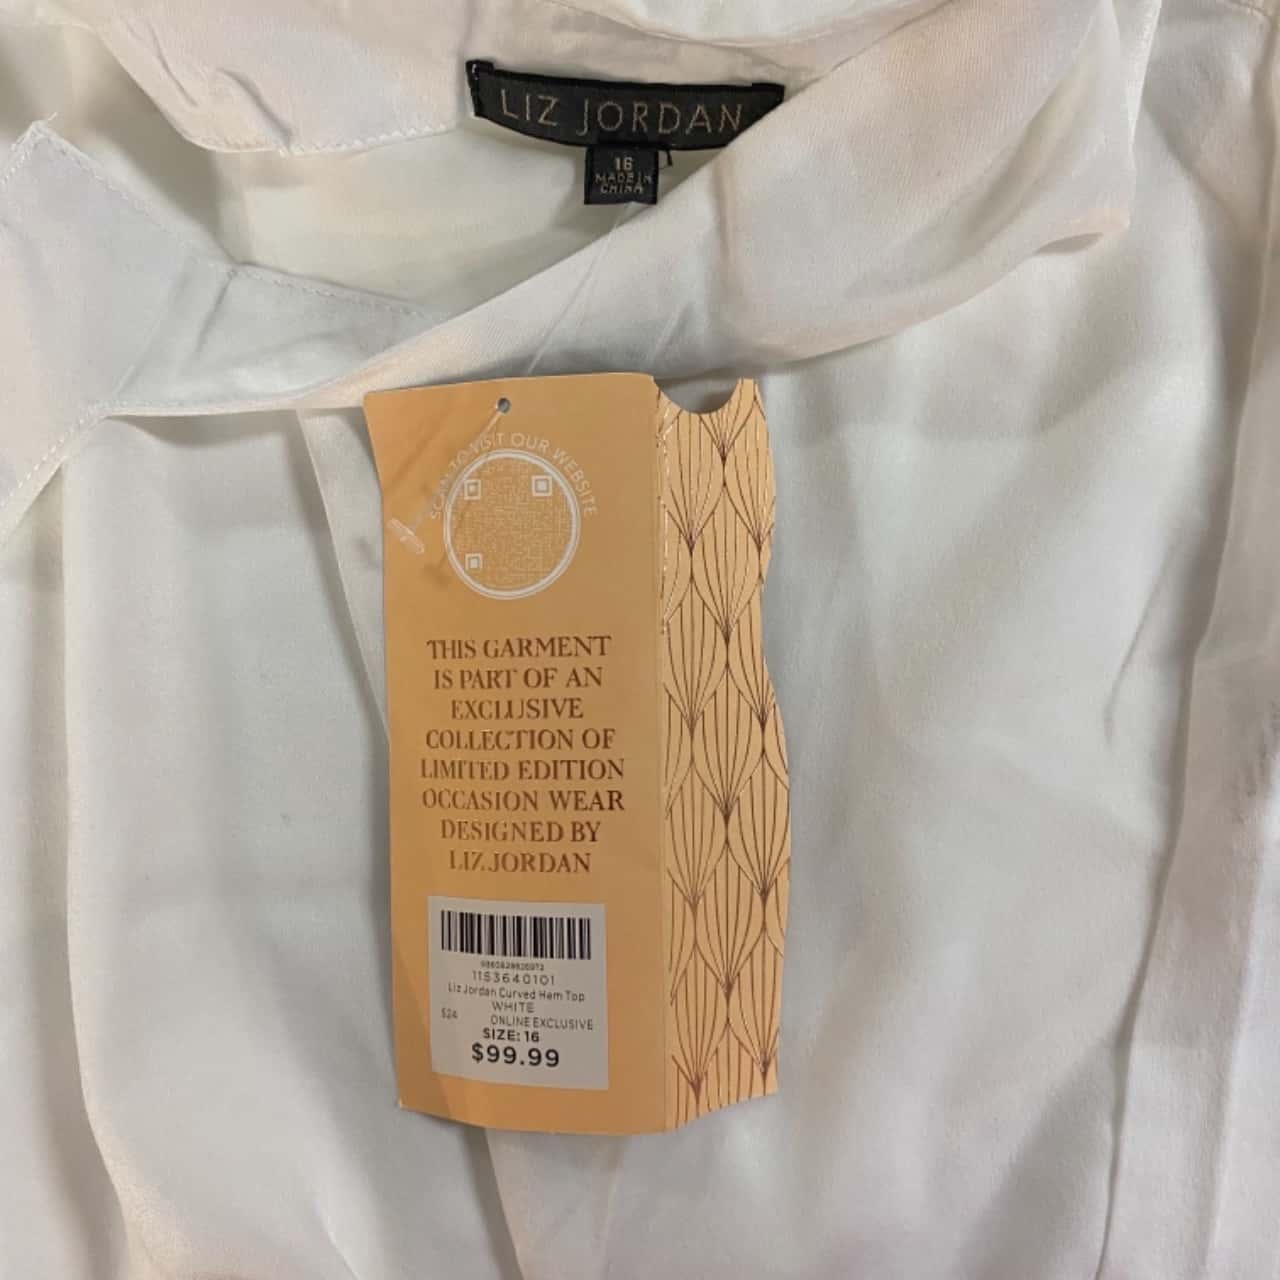 LIZ JORDAN
16
MADE IN
CHINA
SCAN TO VISIT OUR WEBSITE
THIS GARMENT
IS PART OF AN
EXCLUSIVE
COLLECTION OF
LIMITED EDITION
OCCASION WEAR
DESIGNED BY
LIZ JORDAN
1153640101
Liz Jordan Curved Hem Top
WHITE
S24 ONLINE EXCLUSIVE
SIZE: 16
$99.99